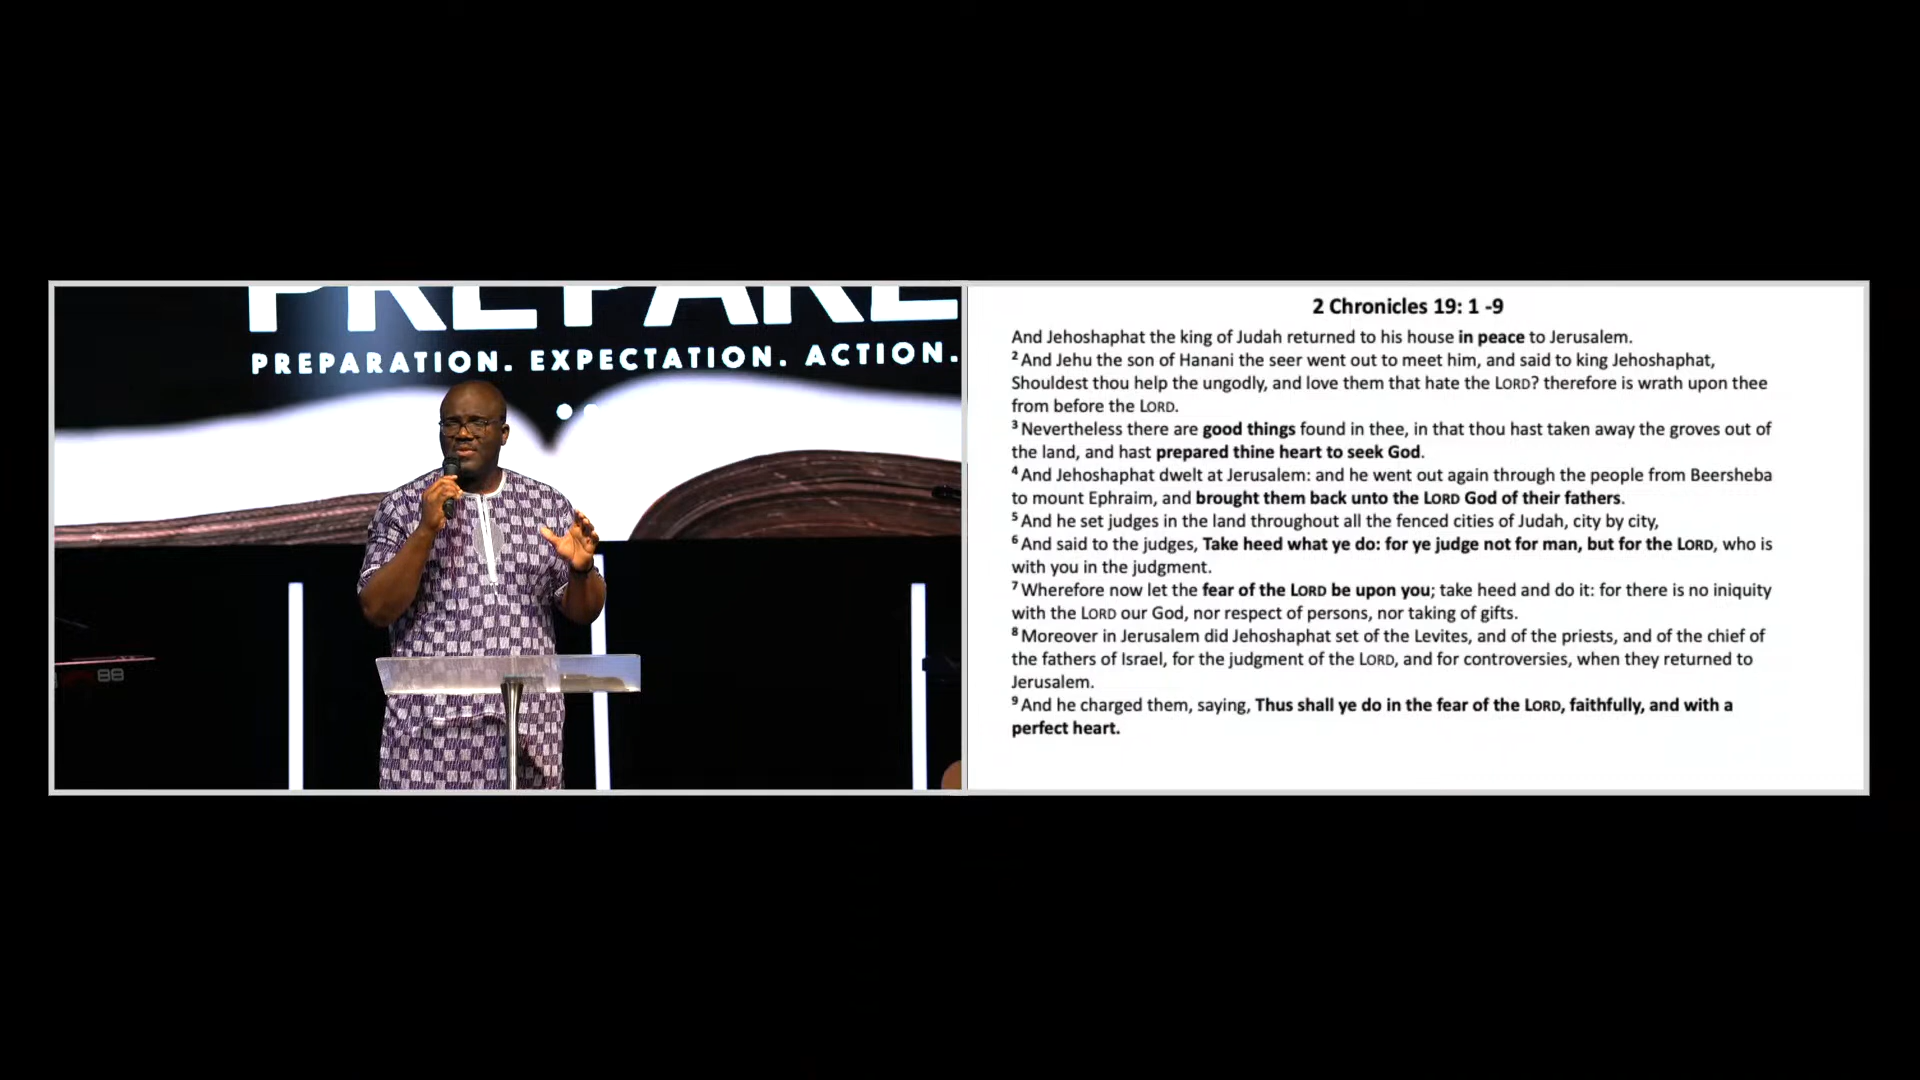 PREPARE
PREPARATION. EXPECTATION. ACTION.
88
2 Chronicles 19: 1 -9
And Jehoshaphat the king of Judah returned to his house in peace to Jerusalem.
2 And Jehu the son of Hanani the seer went out to meet him, and said to king Jehoshaphat,
Shouldest thou help the ungodly, and love them that hate the LORD? therefore is wrath upon thee
from before the LORD.
3 Nevertheless there are good things found in thee, in that thou hast taken away the groves out of
the land, and hast prepared thine heart to seek God.
4 And Jehoshaphat dwelt at Jerusalem: and he went out again through the people from Beersheba
to mount Ephraim, and brought them back unto the LORD God of their fathers.
5 And he set judges in the land throughout all the fenced cities of Judah, city by city,
6 And said to the judges, Take heed what ye do: for ye judge not for man, but for the LORD, who is
with you in the judgment.
7 Wherefore now let the fear of the LORD be upon you; take heed and do it: for there is no iniquity
with the LORD our God, nor respect of persons, nor taking of gifts.
8 Moreover in Jerusalem did Jehoshaphat set of the Levites, and of the priests, and of the chief of
the fathers of Israel, for the judgment of the LORD, and for controversies, when they returned to
Jerusalem.
9 And he charged them, saying, Thus shall ye do in the fear of the LORD, faithfully, and with a
perfect heart.